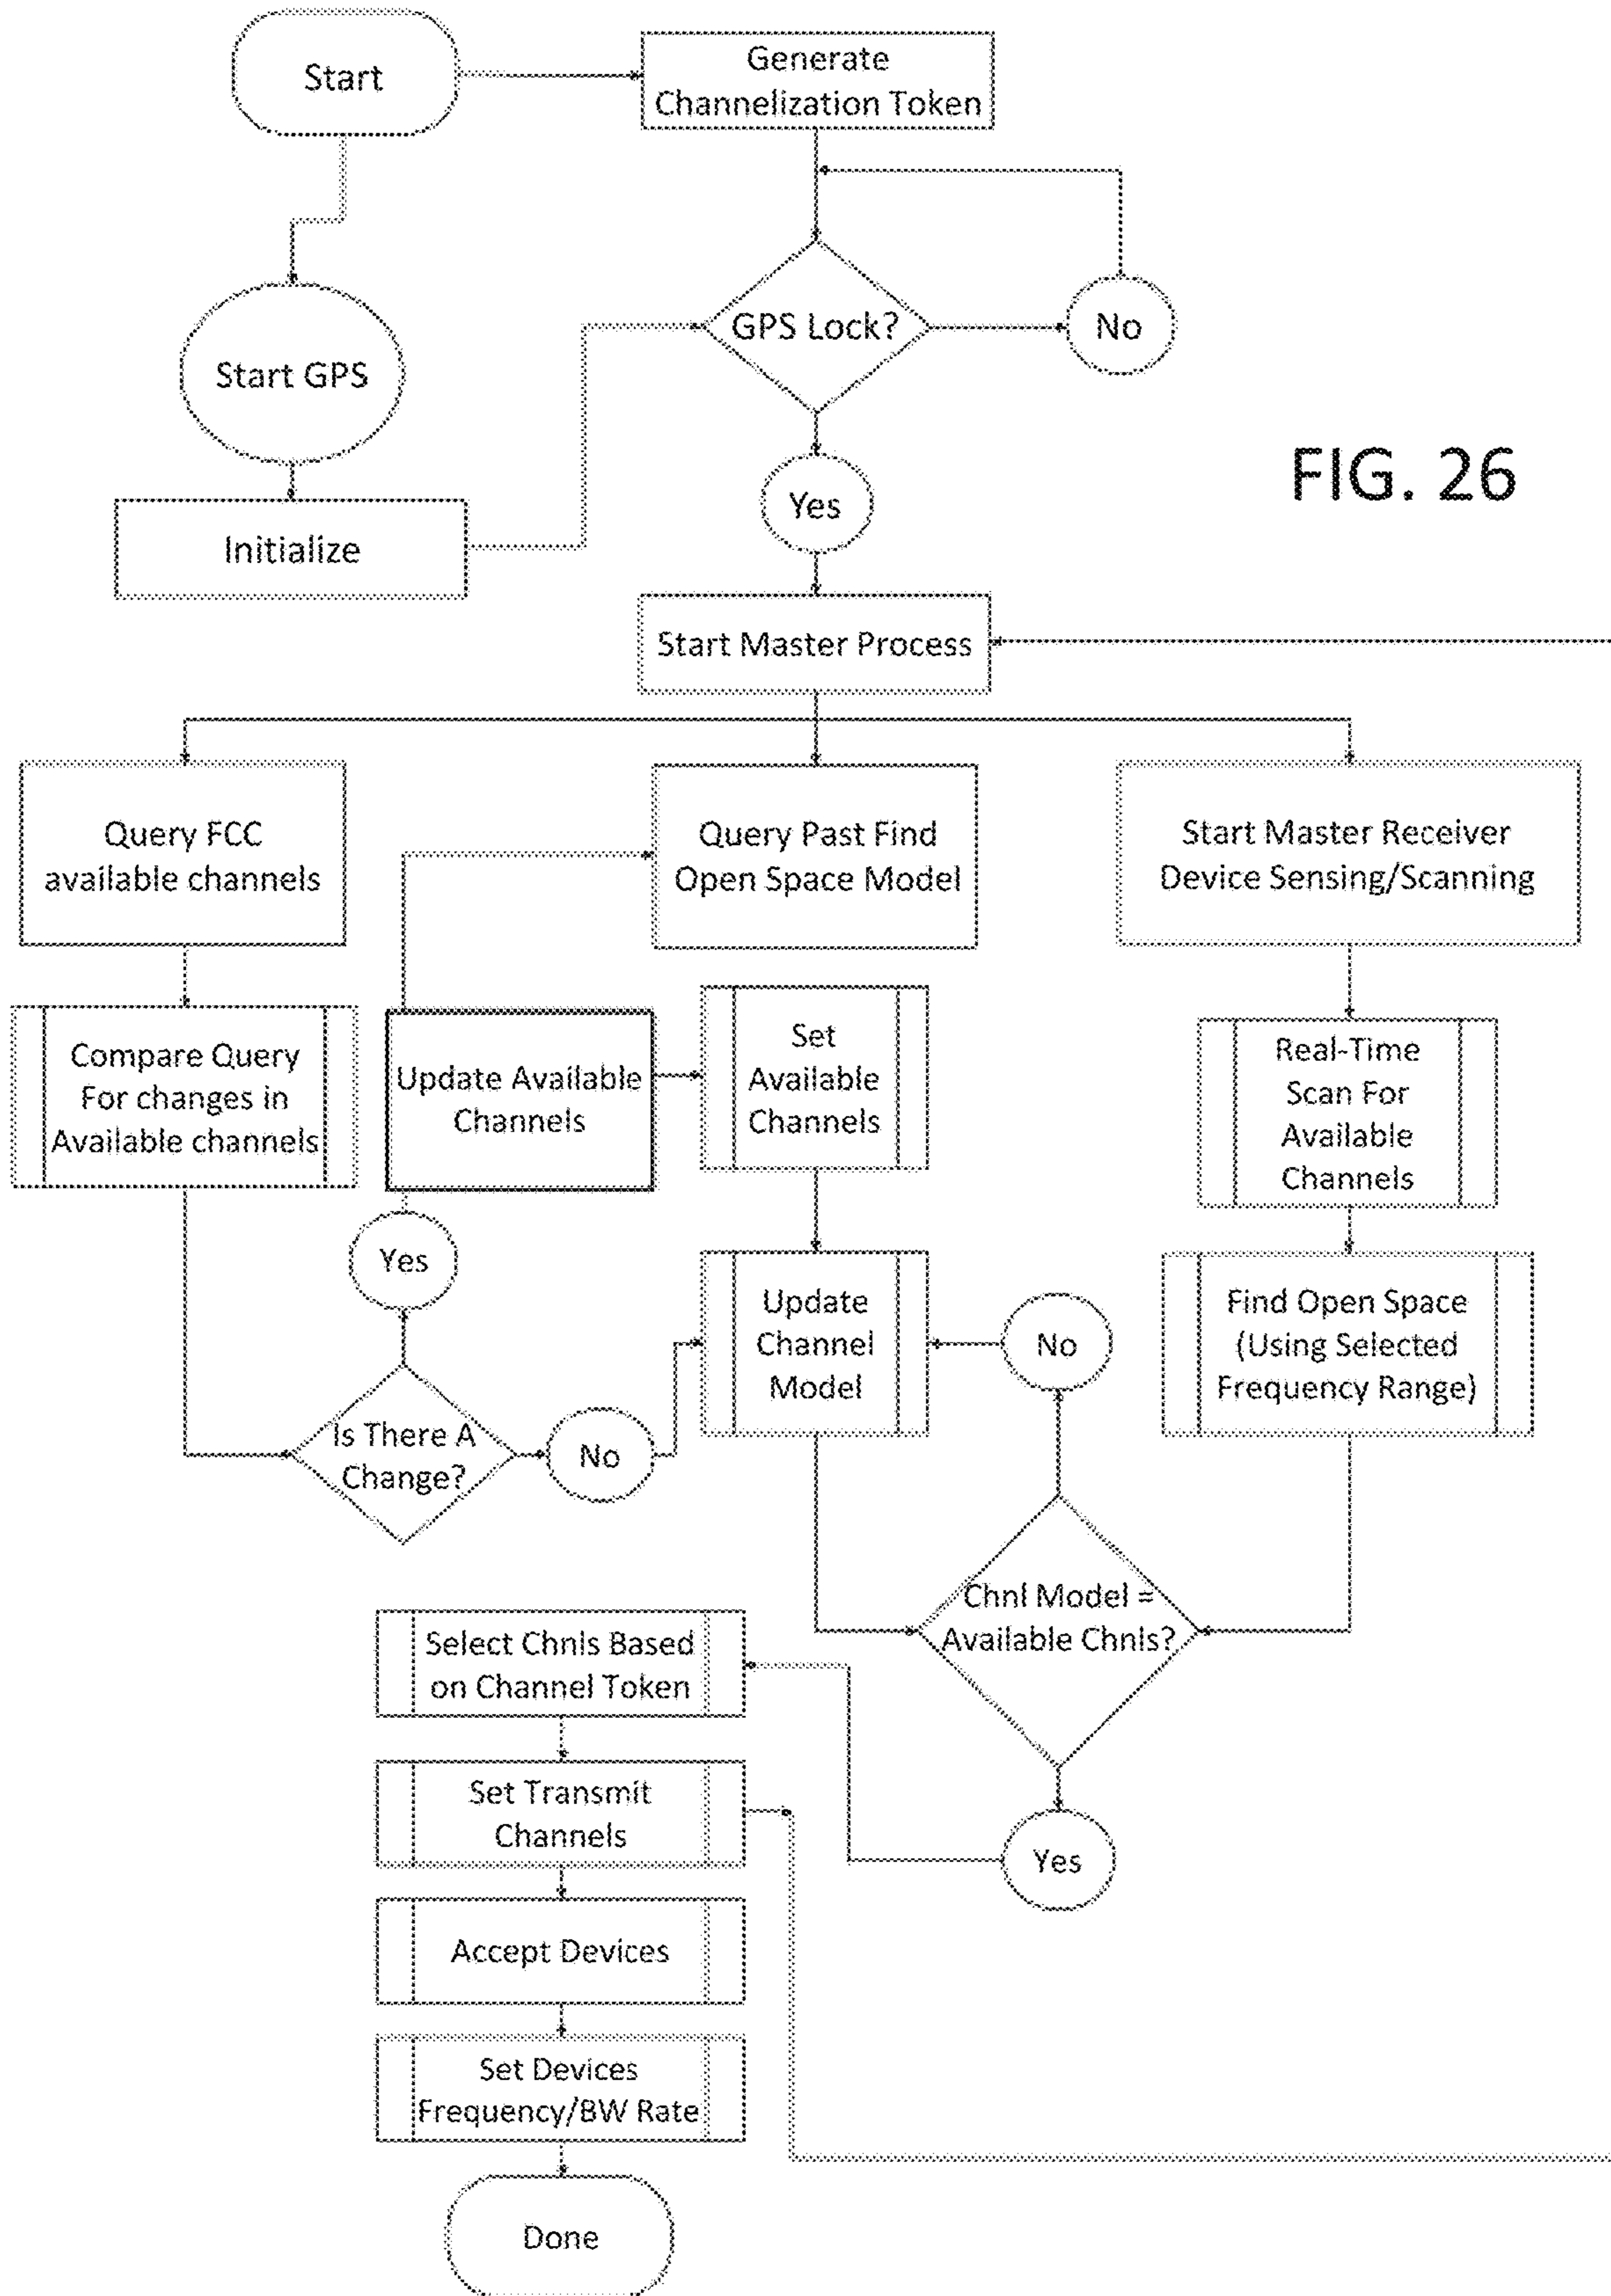 Start
Generate
Channelization Token
GPS Lock?
No
Start GPS
FIG. 26
Yes
Initialize
Start Master Process
Query FCC
available channels
Query Past Find
Open Space Model
Start Master Receiver
Device Sensing/Scanning
Compare Query
For changes in
Available channels
Update Available
Channels
Set
Available
Channels
Real-Time
Scan For
Available
Channels
Yes
Update
Channel
Model
No
Find Open Space
(Using Selected
Frequency Range)
Is There A
Change?
No
Chnl Model =
Available Chnls?
Select Chnls Based
on Channel Token
Set Transmit
Channels
Yes
Accept Devices
Set Devices
Frequency/BW Rate
Done